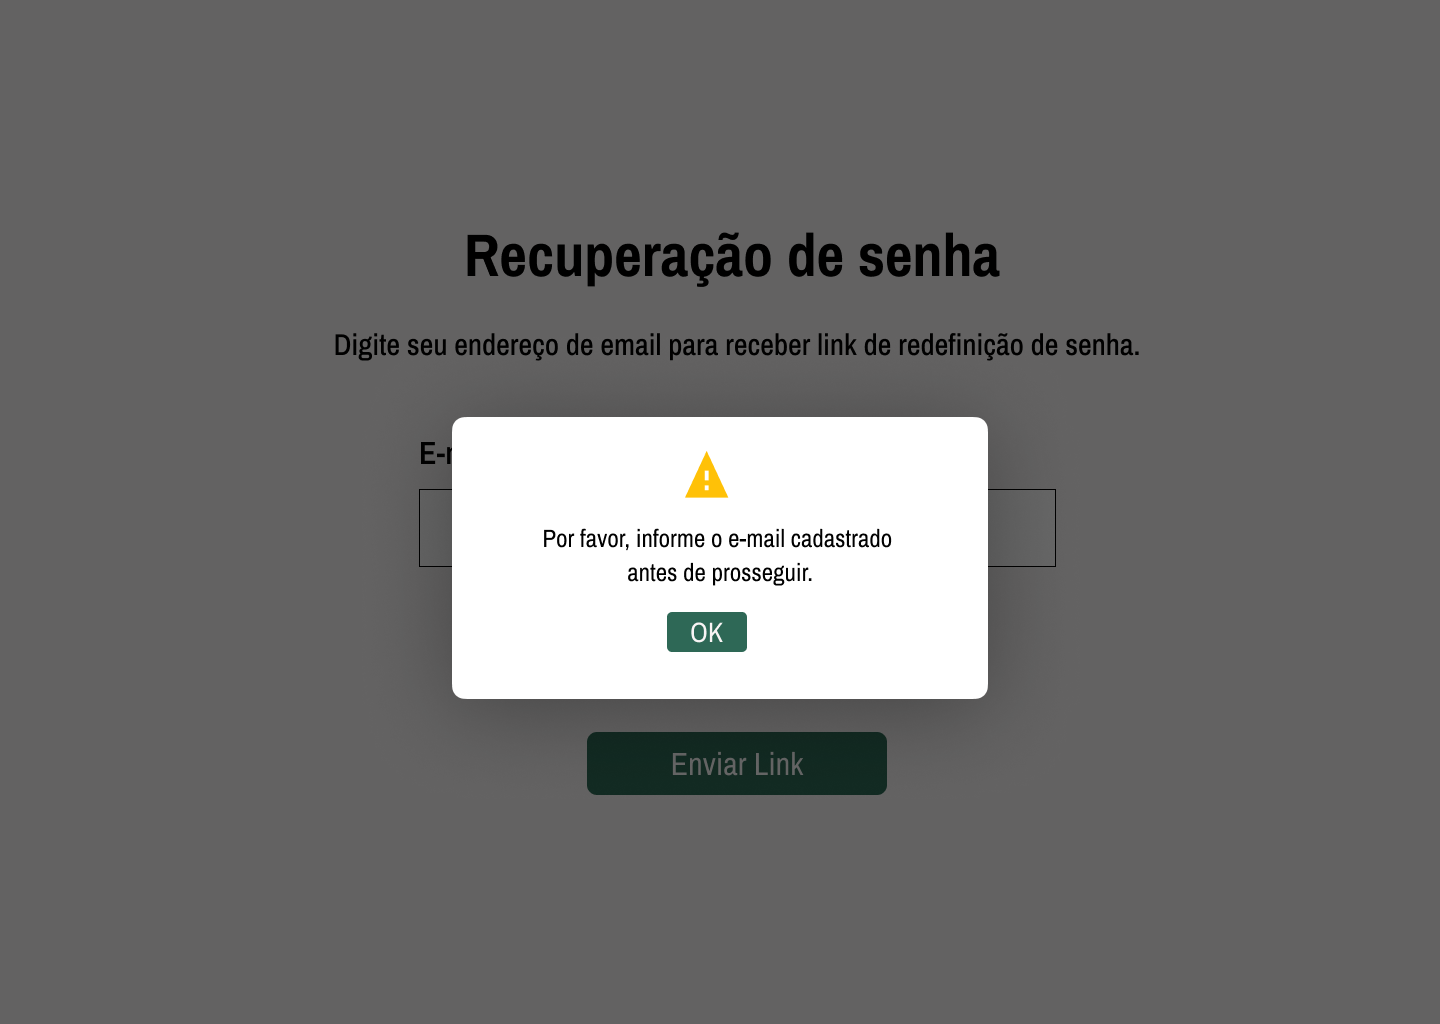 Recuperação de senha
Digite seu endereço de email para receber link de redefinição de senha.
Por favor, informe o e-mail cadastrado
antes de prosseguir.
OK
Enviar Link